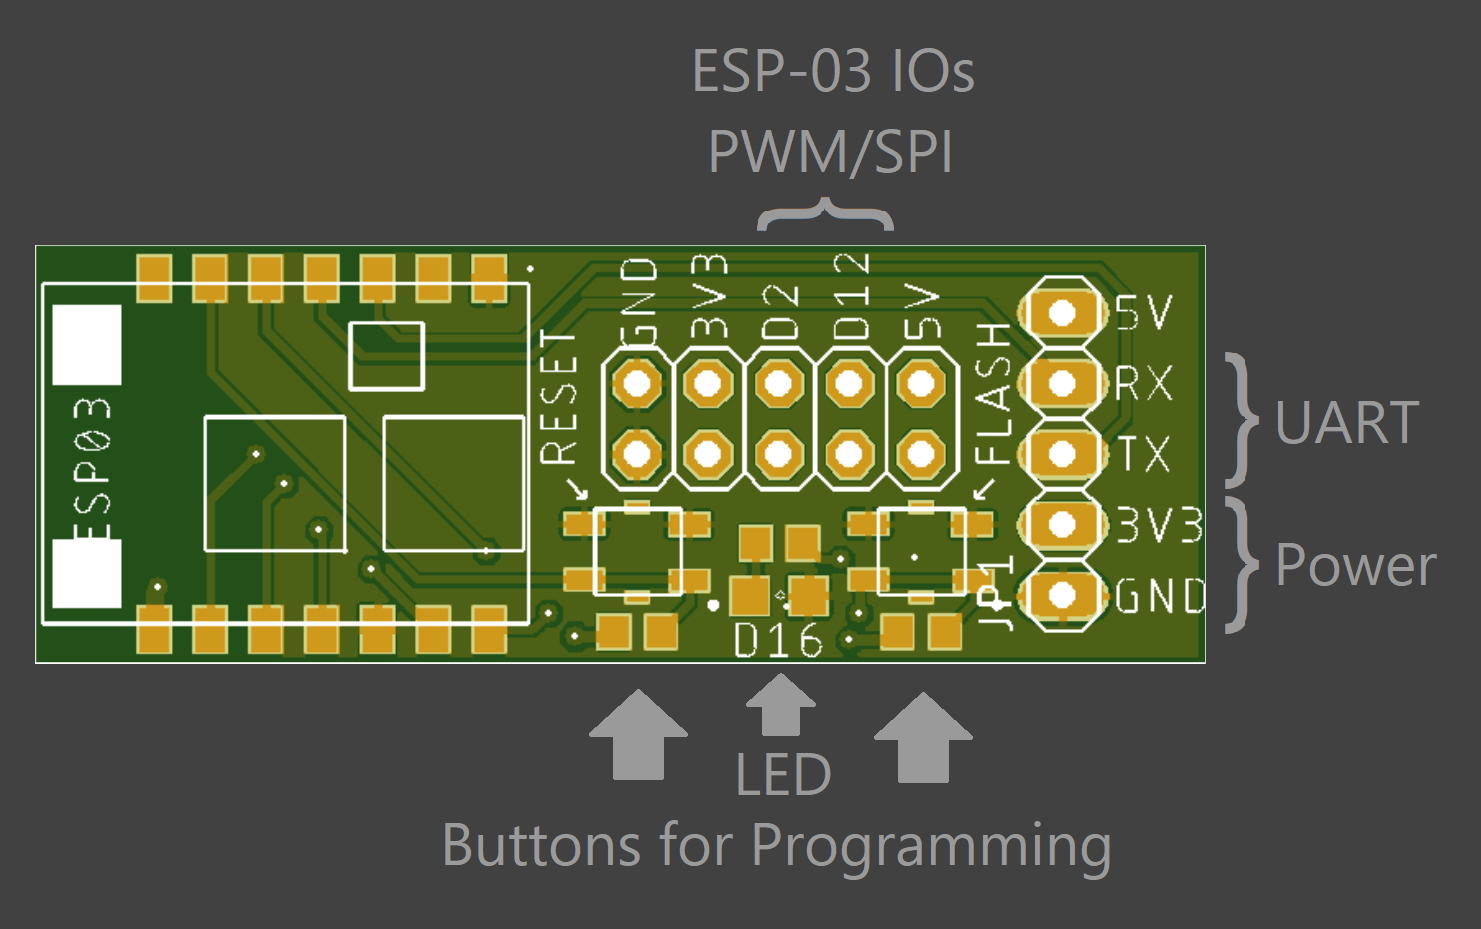 ESP-03 IOs
PWM/SPI
GND
3V3
D2
D12
5V
RESET
FLASH
ESP03
5V
RX
TX
3V3
GND
UART
Power
JP1
D16
LED
Buttons for Programming